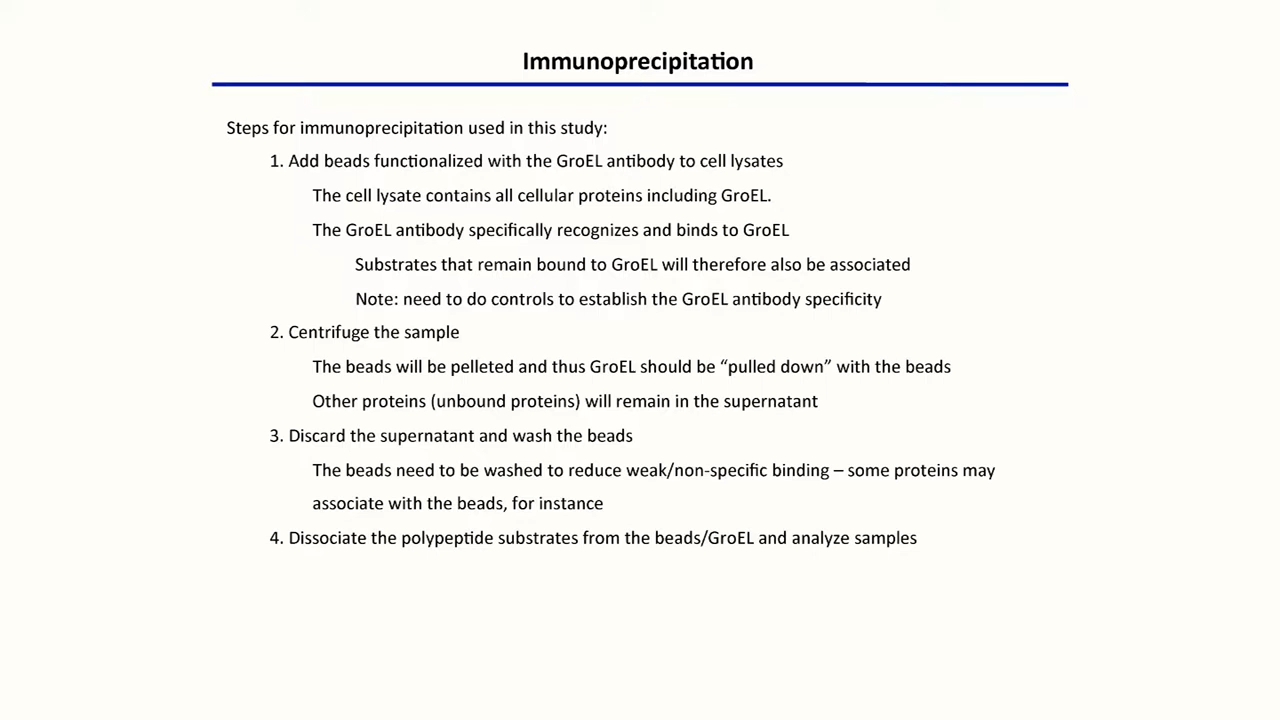 Immunoprecipitation
Steps for immunoprecipitation used in this study:
1. Add beads functionalized with the GroEL antibody to cell lysates
The cell lysate contains all cellular proteins including GroEL.
The GroEL antibody specifically recognizes and binds to GroEL
Substrates that remain bound to GroEL will therefore also be associated
Note: need to do controls to establish the GroEL antibody specificity
2. Centrifuge the sample
The beads will be pelleted and thus GroEL should be “pulled down” with the beads
Other proteins (unbound proteins) will remain in the supernatant
3. Discard the supernatant and wash the beads
The beads need to be washed to reduce weak/non-specific binding – some proteins may
associate with the beads, for instance
4. Dissociate the polypeptide substrates from the beads/GroEL and analyze samples